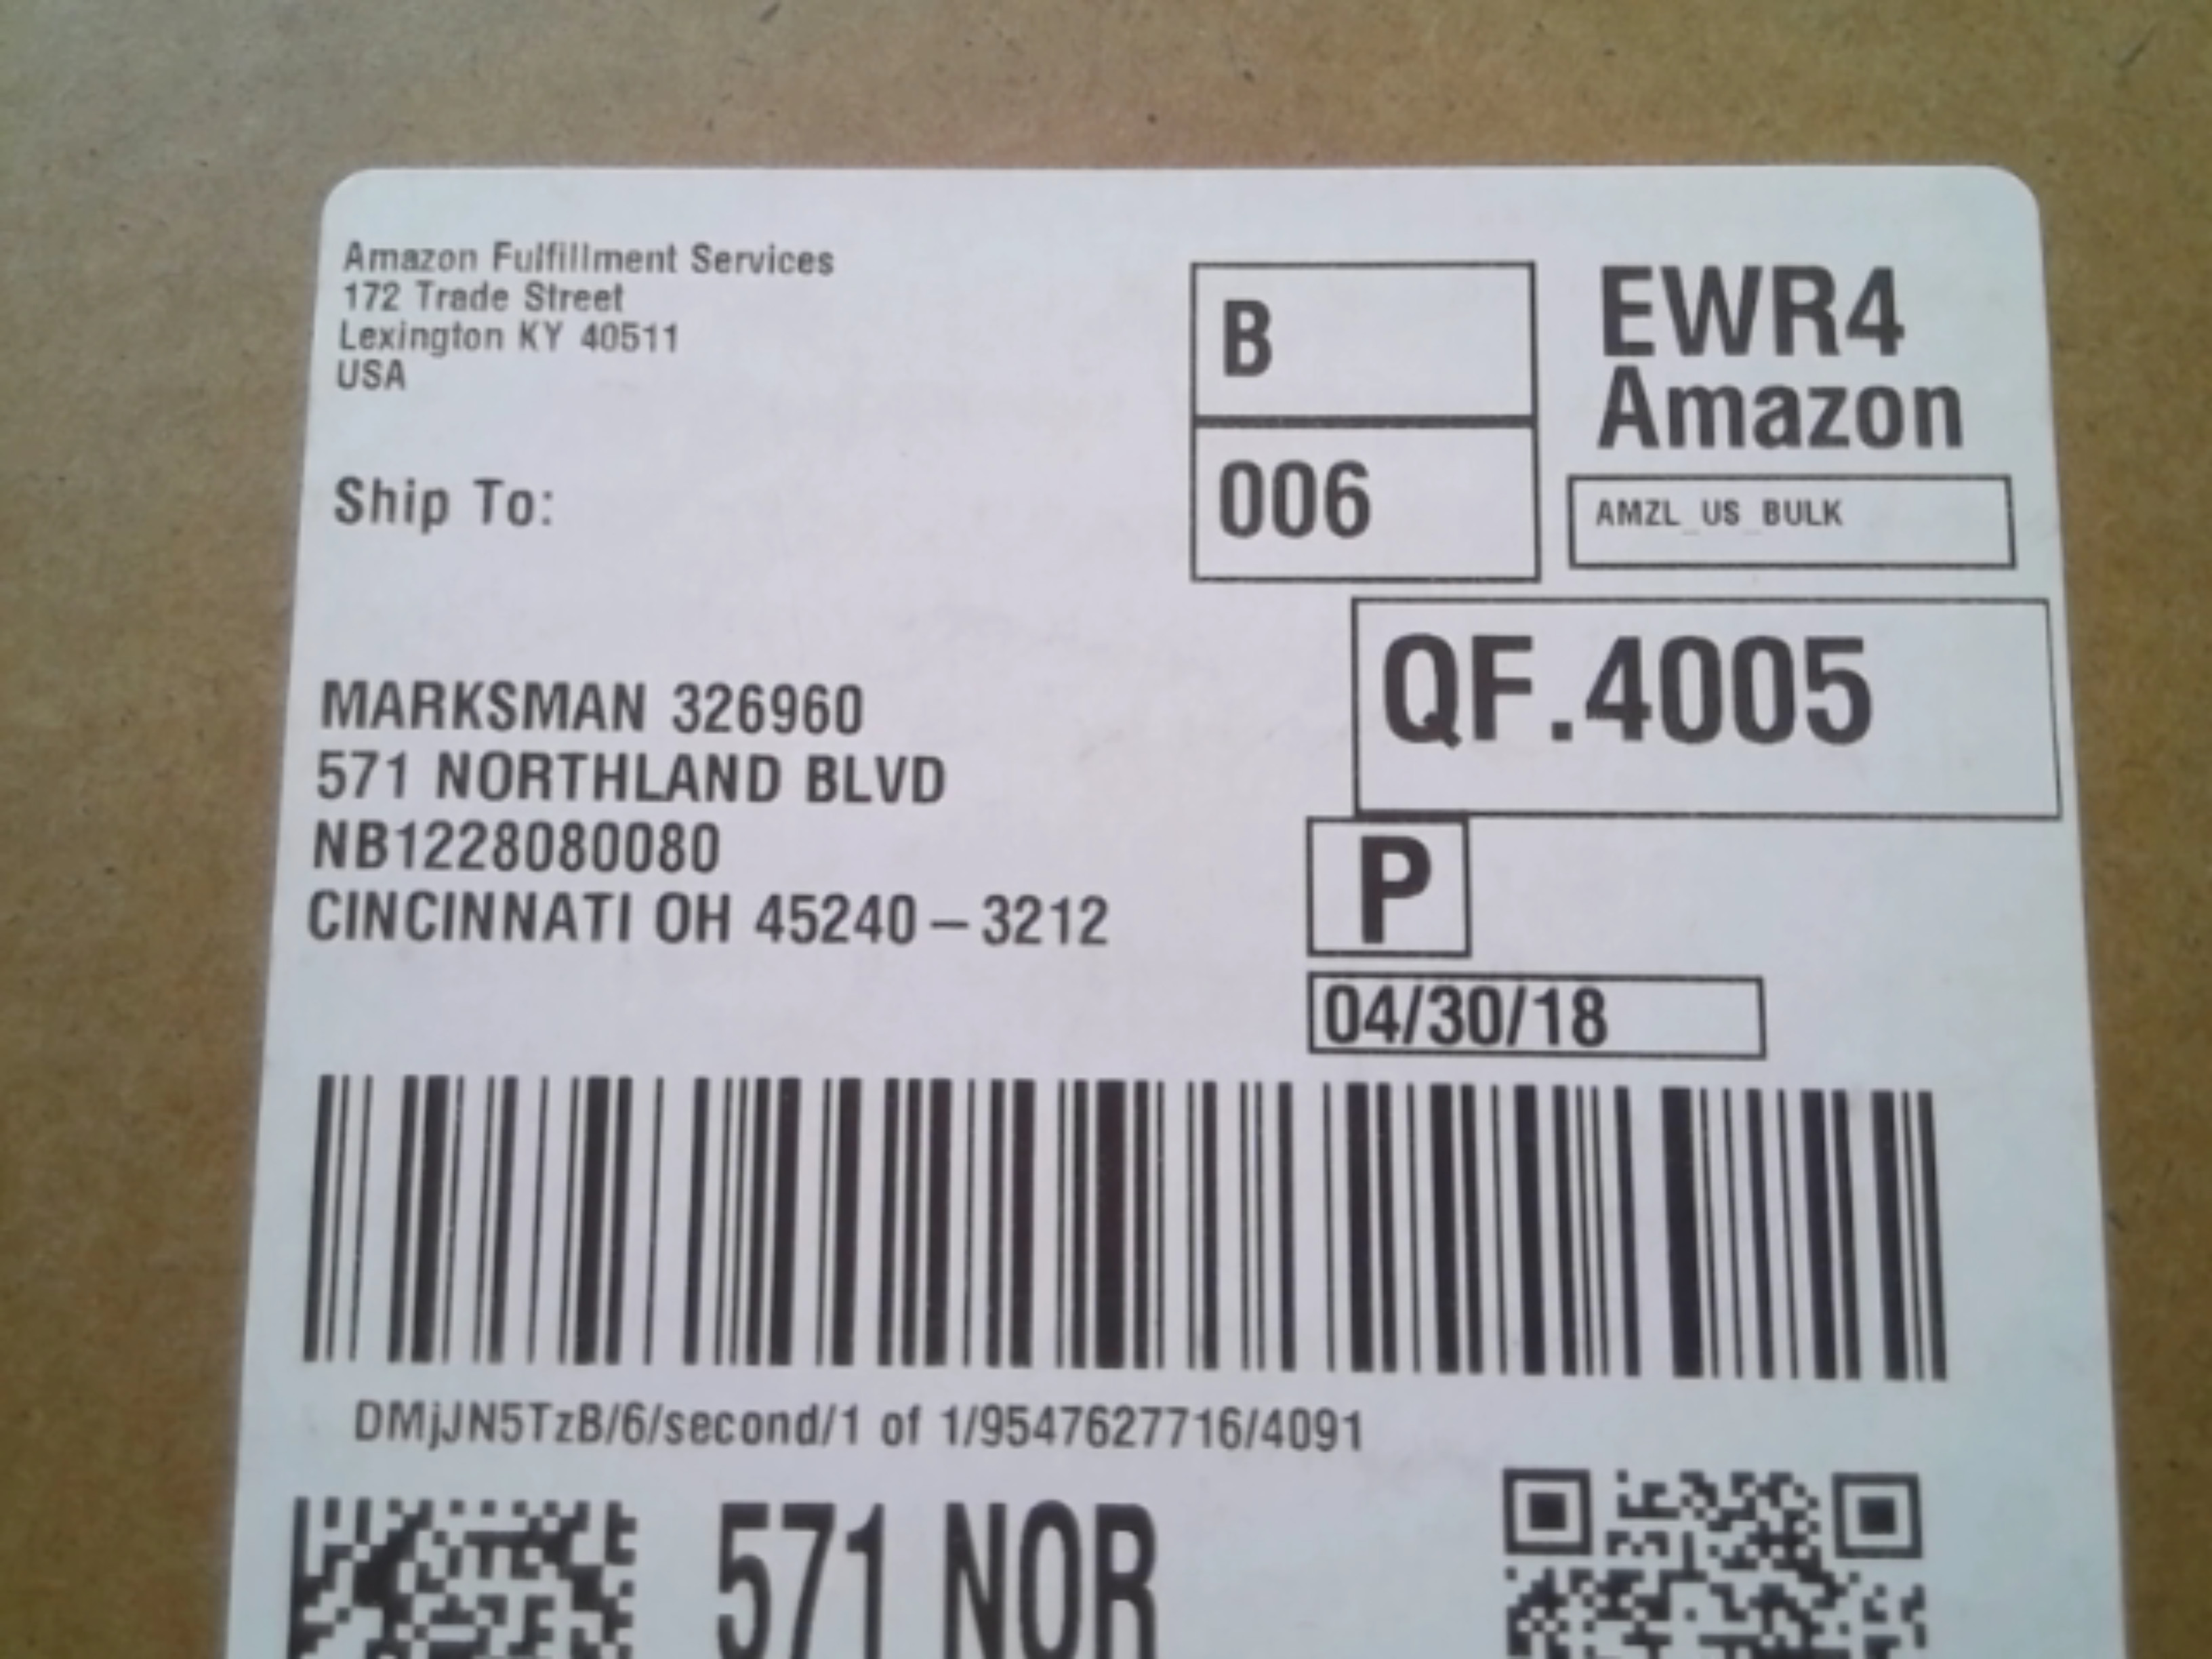 Amazon Fulfillment Services
172 Trade Street
Lexington KY 40511
USA
Ship To:
B
006
EWR4
Amazon
AMZL_US_BULK
QF.4005
MARKSMAN 326960
571 NORTHLAND BLVD
NB1228080080
CINCINNATI OH 45240-3212
P
04/30/18
DMjJN5TzB/6/second/1 of 1/9547627716/4091
571 NOR